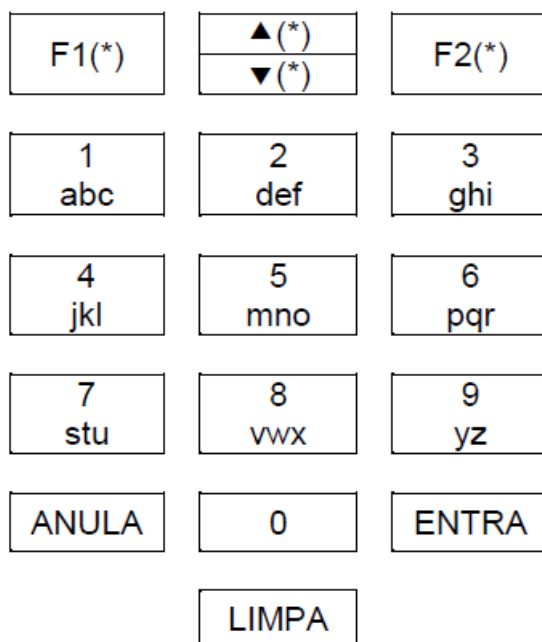 F1(*)
▲(*)
▼(*)
F2(*)
1
abc
2
def
3
ghi
4
jkl
5
mno
6
pqr
7
stu
8
vwx
9
yz
ANULA
0
ENTRA
LIMPA